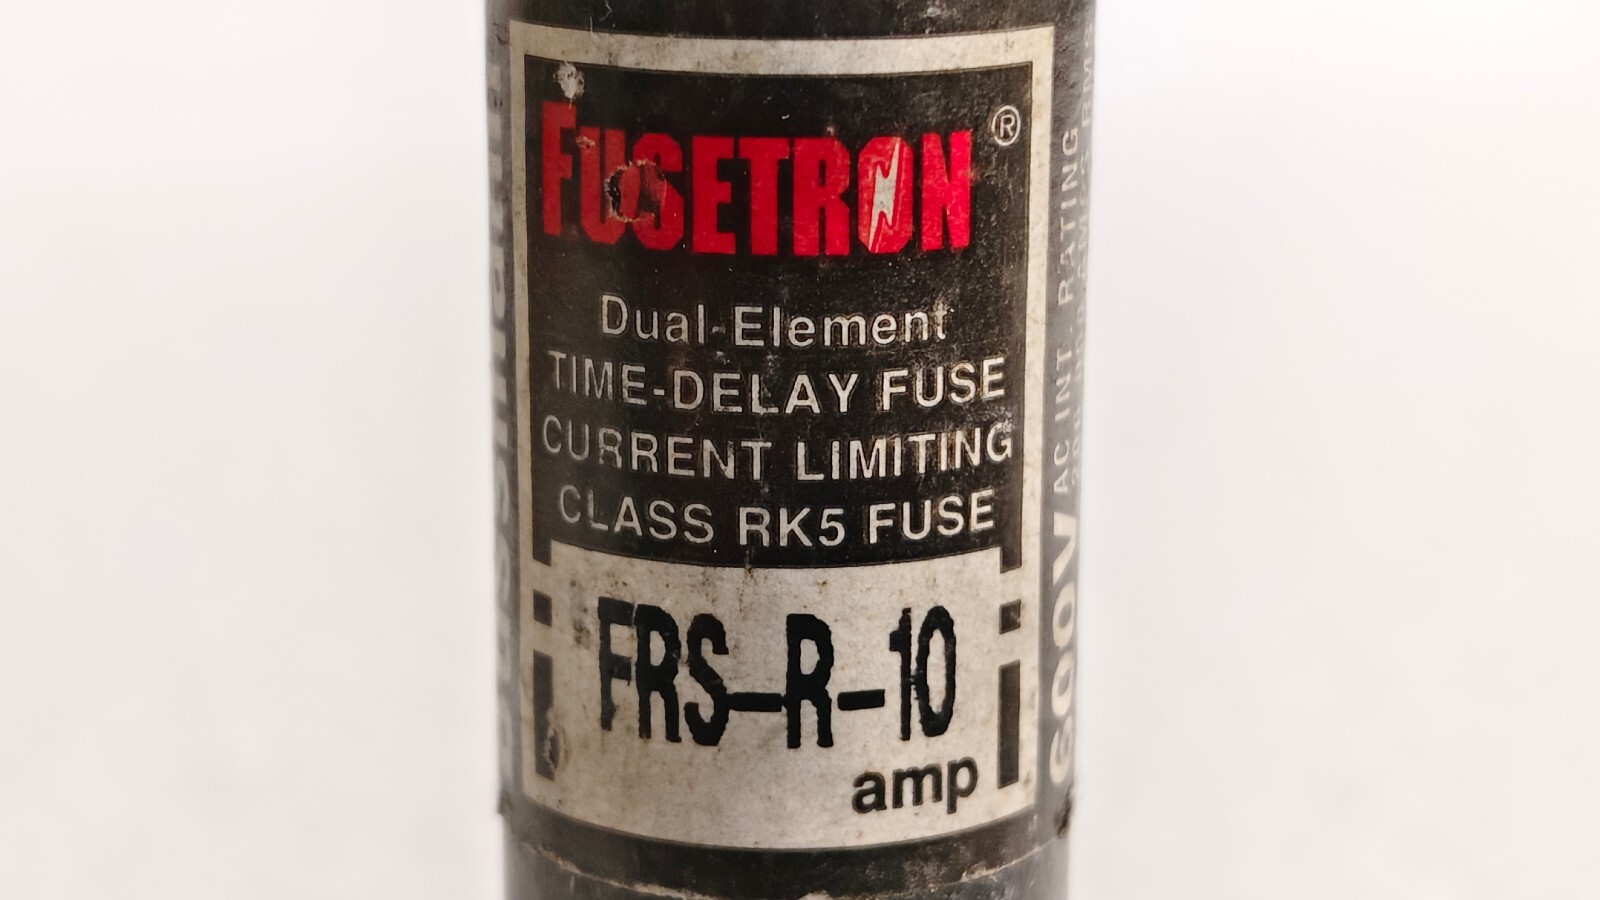 FUSETRON®
Dual-Element
TIME-DELAY FUSE
CURRENT LIMITING
CLASS RK5 FUSE
FRS-R-10
amp
600V AC INT. RATING